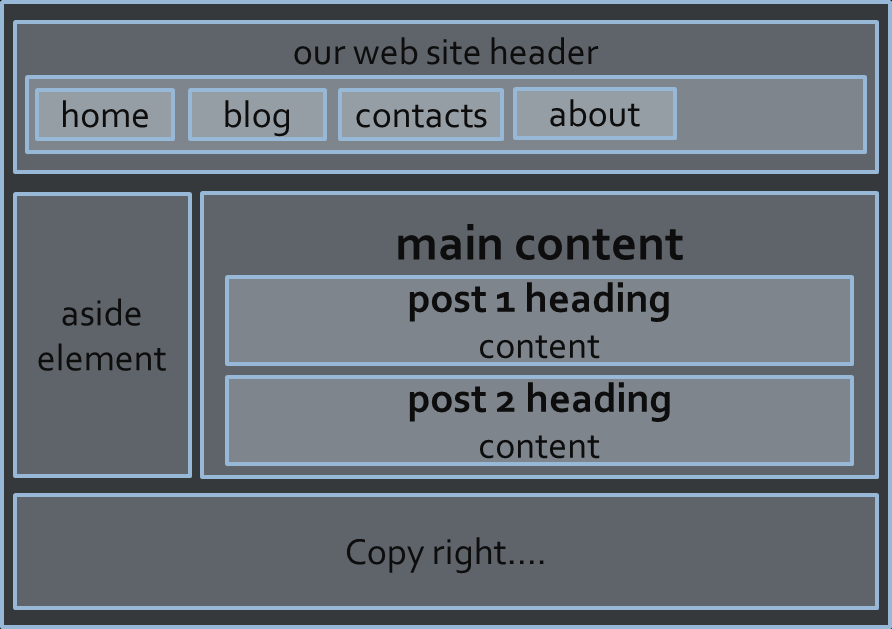 our web site header
home
blog
contacts
about
aside
element
main content
post 1 heading
content
post 2 heading
content
Copy right....